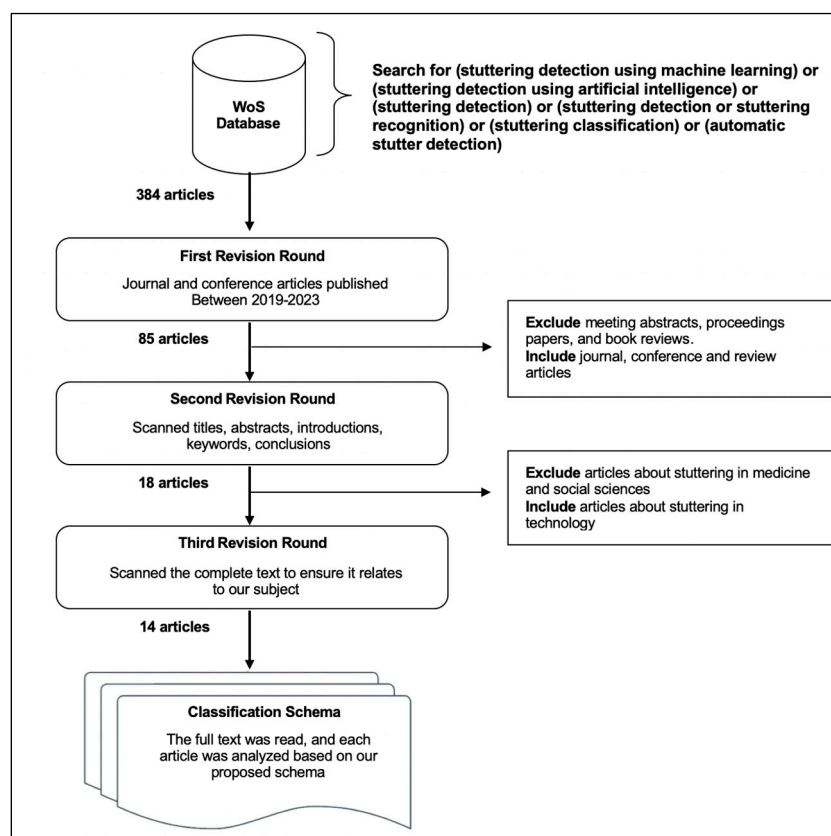 WoS
Database
Search for (stuttering detection using machine learning) or
(stuttering detection using artificial intelligence) or
(stuttering detection) or (stuttering detection or stuttering
recognition) or (stuttering classification) or (automatic
stutter detection)
384 articles
First Revision Round
Journal and conference articles published
Between 2019-2023
85 articles
Exclude meeting abstracts, proceedings
papers, and book reviews.
Include journal, conference and review
articles
Second Revision Round
Scanned titles, abstracts, introductions,
keywords, conclusions
18 articles
Exclude articles about stuttering in medicine
and social sciences
Include articles about stuttering in
technology
Third Revision Round
Scanned the complete text to ensure it relates
to our subject
14 articles
Classification Schema
The full text was read, and each
article was analyzed based on our
proposed schema